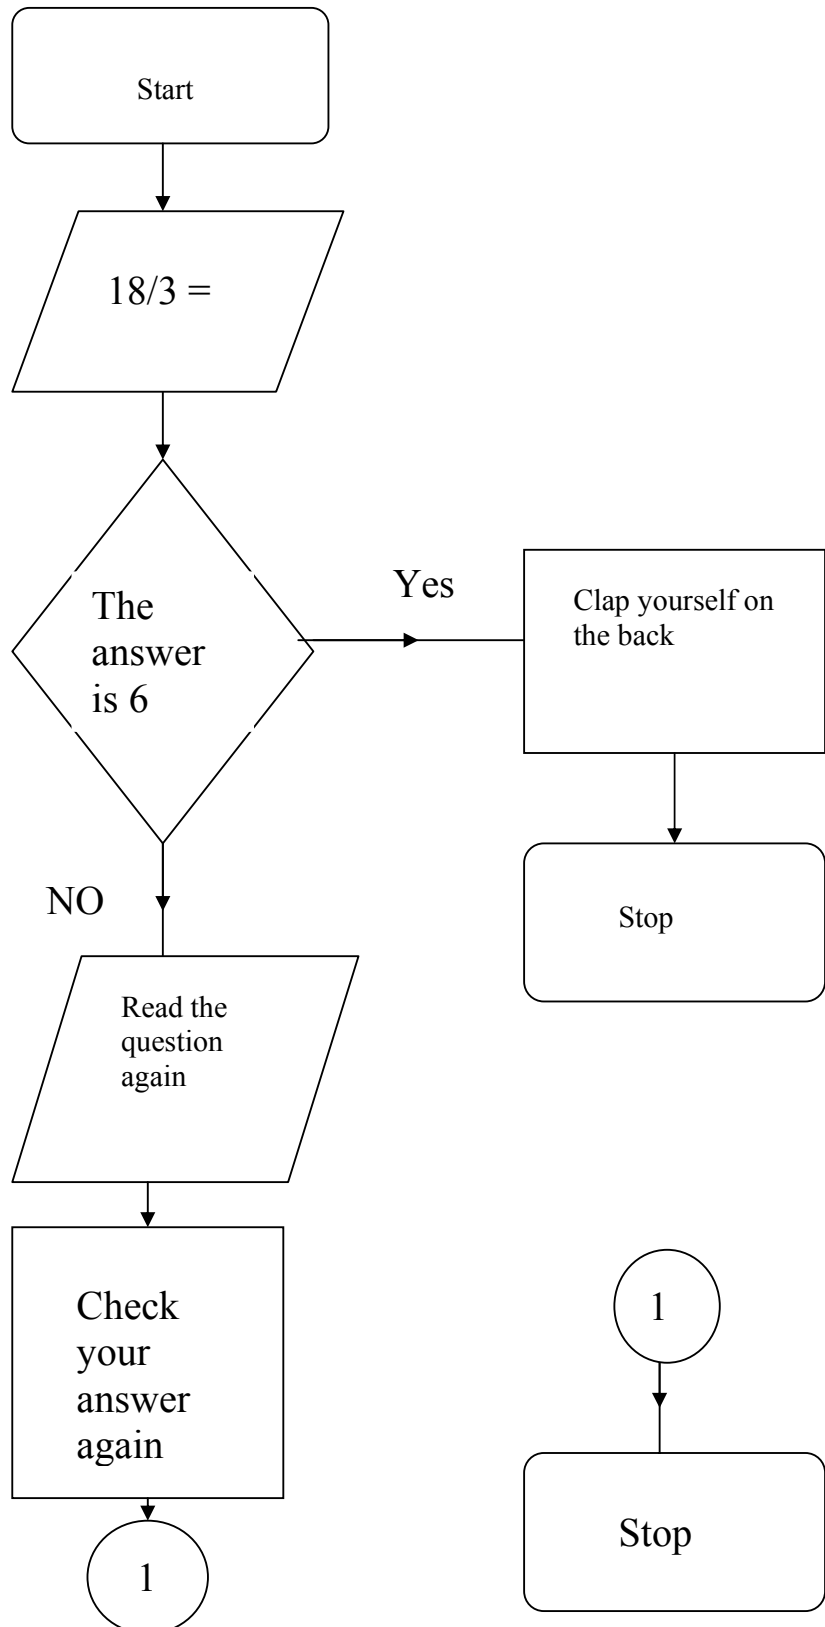 Start
18/3 =
The
answer
is 6
Yes
Clap yourself on
the back
Stop
NO
Read the
question
again
Check
your
answer
again
1
1
Stop